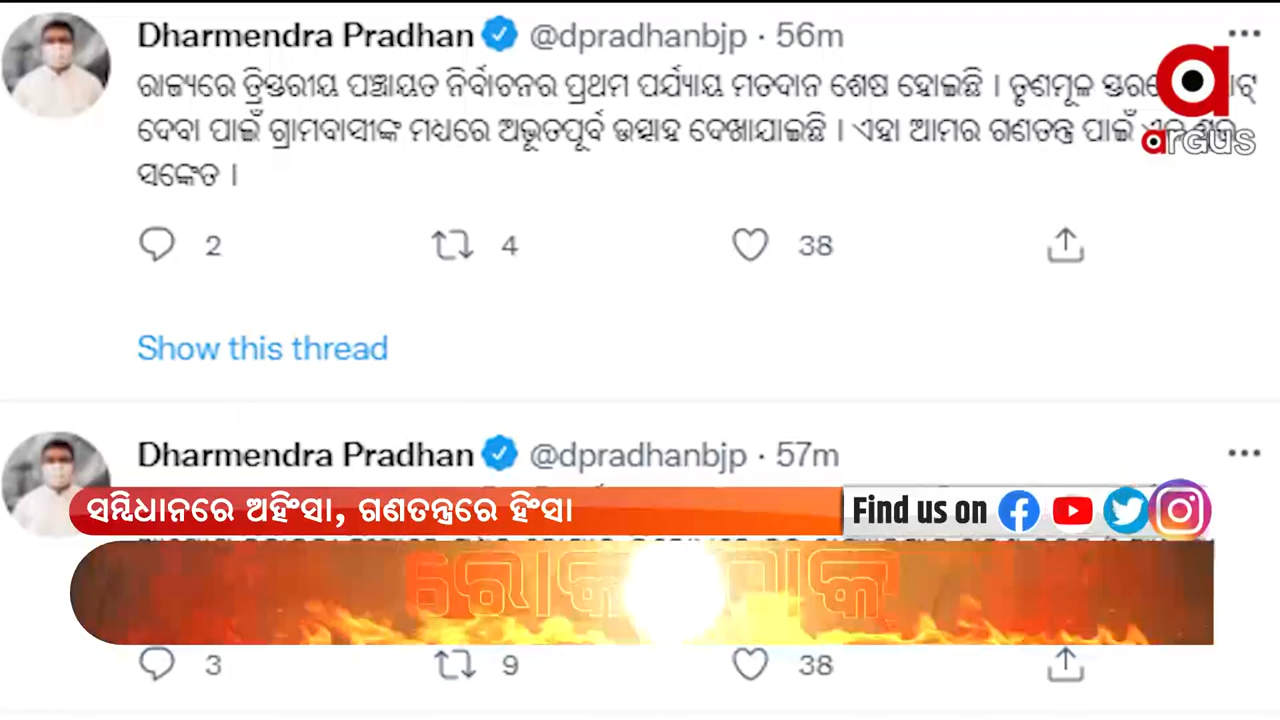 Dharmendra Pradhan @dpradhanbjp · 56m
ରାଜ୍ୟରେ ତ୍ରିସ୍ତରୀୟ ପଞ୍ଚାୟତ ନିର୍ବାଚନର ପ୍ରଥମ ପର୍ଯ୍ୟାୟ ମତଦାନ ଶେଷ ହୋଇଛି । ତୃଣମୂଳ
ଦେବା ପାଇଁ ଗ୍ରାମବାସୀଙ୍କ ମଧ୍ୟରେ ଅଭୂତପୂର୍ବ ଉତ୍ସାହ ଦେଖାଯାଇଛି । ଏହା ଆମର ଗଣତନ୍ତ୍ର ପାଇଁ
ସଙ୍କେତ ।
a
argus
2 4 38
Show this thread
Dharmendra Pradhan @dpradhanbjp · 57m
ସମ୍ବିଧାନରେ ଅହିଂସା, ଗଣତନ୍ତ୍ରରେ ହିଂସା
Find us on
3 9 38